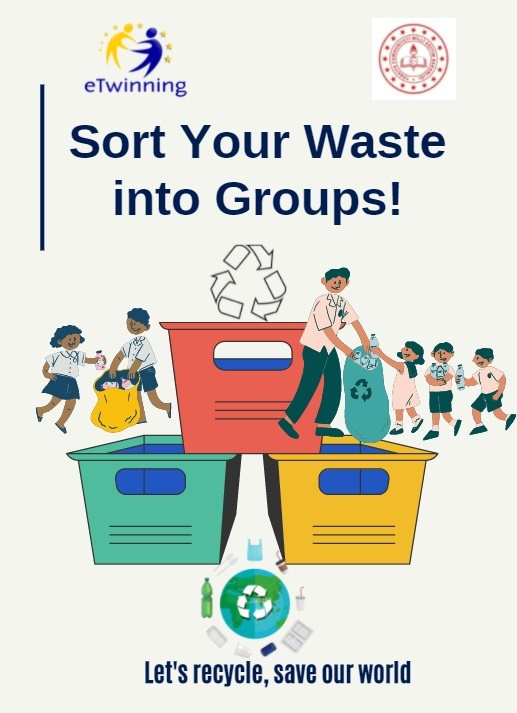 eTwinning
Sort Your Waste
into Groups!
Let's recycle, save our world